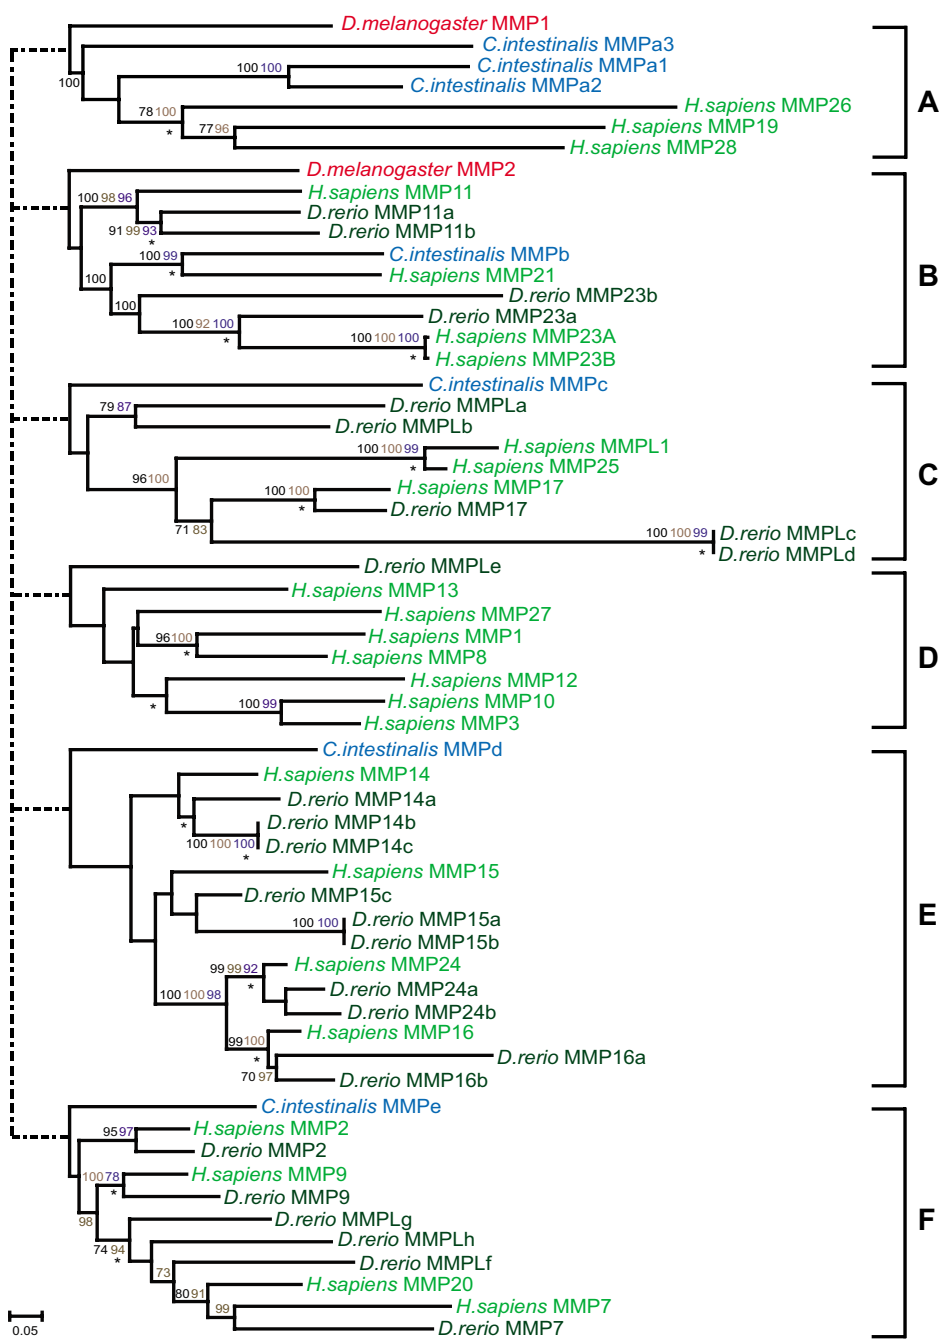 D.melanogaster MMP1
C.intestinalis MMPa3
100
100 100
C.intestinalis MMPa1
C.intestinalis MMPa2
A
78 100
*
H.sapiens MMP26
77 96
H.sapiens MMP19
H.sapiens MMP28
D.melanogaster MMP2
100 98 96
H.sapiens MMP11
D.rerio MMP11a
91 99 93
*
D.rerio MMP11b
100 99
*
C.intestinalis MMPb
H.sapiens MMP21
B
100
D.rerio MMP23b
100
100 92 100
*
D.rerio MMP23a
100 100 100
*
H.sapiens MMP23A
H.sapiens MMP23B
C.intestinalis MMPc
79 87
D.rerio MMPLa
D.rerio MMPLb
100 100 99
*
H.sapiens MMPL1
H.sapiens MMP25
C
96 100
100 100
*
H.sapiens MMP17
D.rerio MMP17
71 83
100 100 99
*
D.rerio MMPLc
D.rerio MMPLd
D.rerio MMPLe
H.sapiens MMP13
H.sapiens MMP27
96 100
*
H.sapiens MMP1
H.sapiens MMP8
D
*
H.sapiens MMP12
100 99
H.sapiens MMP10
H.sapiens MMP3
C.intestinalis MMPd
H.sapiens MMP14
*
D.rerio MMP14a
D.rerio MMP14b
100 100 100
*
D.rerio MMP14c
H.sapiens MMP15
D.rerio MMP15c
E
100 100
D.rerio MMP15a
D.rerio MMP15b
99 99 92
*
H.sapiens MMP24
D.rerio MMP24a
100 100 98
D.rerio MMP24b
99 100
*
H.sapiens MMP16
D.rerio MMP16a
70 97
D.rerio MMP16b
C.intestinalis MMPe
95 97
H.sapiens MMP2
D.rerio MMP2
100 78
*
H.sapiens MMP9
D.rerio MMP9
98
D.rerio MMPLg
F
74 94
*
D.rerio MMPLh
73
D.rerio MMPLf
80 91
H.sapiens MMP20
99
H.sapiens MMP7
D.rerio MMP7
0.05